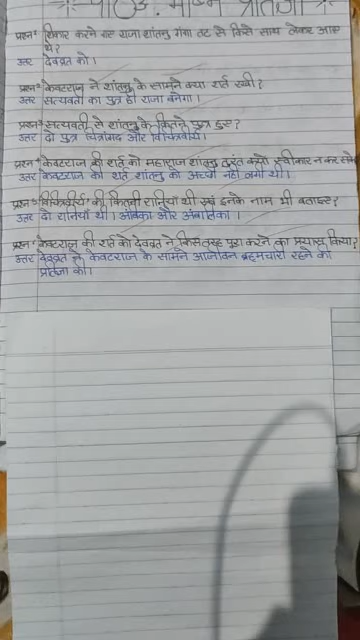 पाठ 3. भीष्म प्रतिज्ञा
प्रश्न1 शिकार करने गए राजा शांतनु गंगा तट से किसे साथ लेकर आए
थे?
उत्तर देवव्रत को।
प्रश्न2 केवटराज ने शांतनु के सामने क्या शर्त रखी?
उत्तर सत्यवती का पुत्र ही राजा बनेगा।
प्रश्न3 सत्यवती से शांतनु के कितने पुत्र हुए?
उत्तर दो पुत्र चित्रांगद और विचित्रवीर्य।
प्रश्न4 केवटराज की शर्त को महाराज शांतनु तुरंत क्यों स्वीकार न कर सके
उत्तर केवटराज की शर्त शांतनु को अच्छी नहीं लगी थी।
प्रश्न5 विचित्रवीर्य की कितनी रानियाँ थी एवं उनके नाम भी बताइए?
उत्तर दो रानियाँ थी। अंबिका और अंबालिका।
प्रश्न6 केवटराज की शर्त को देवव्रत ने किस तरह पूरा करने का प्रयास किया?
उत्तर देवव्रत ने केवटराज के सामने आजीवन ब्रह्मचारी रहने की
प्रतिज्ञा की।